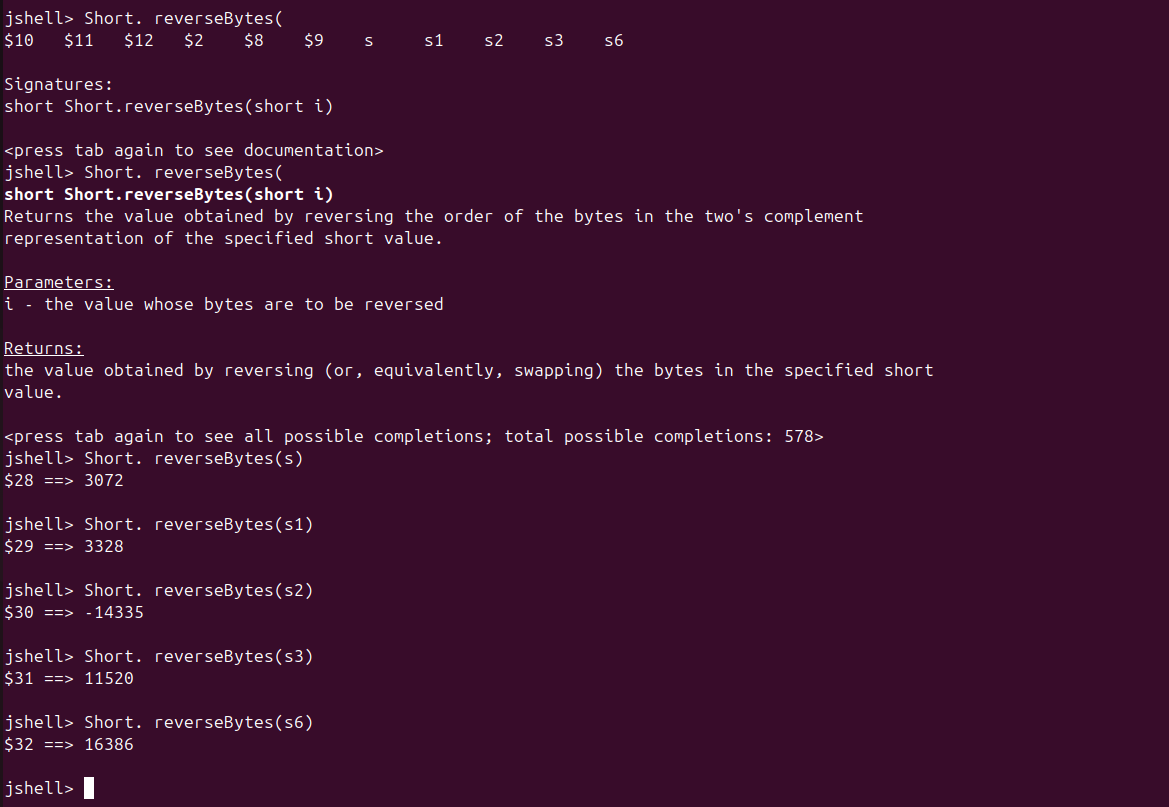 jshell> Short. reverseBytes(
$10   $11   $12   $2    $8    $9    s     s1    s2    s3    s6
Signatures:
short Short.reverseBytes(short i)
<press tab again to see documentation>
jshell> Short. reverseBytes(
short Short.reverseBytes(short i)
Returns the value obtained by reversing the order of the bytes in the two's complement
representation of the specified short value.
Parameters:
i - the value whose bytes are to be reversed
Returns:
the value obtained by reversing (or, equivalently, swapping) the bytes in the specified short
value.
<press tab again to see all possible completions; total possible completions: 578>
jshell> Short. reverseBytes(s)
$28 ==> 3072
jshell> Short. reverseBytes(s1)
$29 ==> 3328
jshell> Short. reverseBytes(s2)
$30 ==> -14335
jshell> Short. reverseBytes(s3)
$31 ==> 11520
jshell> Short. reverseBytes(s6)
$32 ==> 16386
jshell>